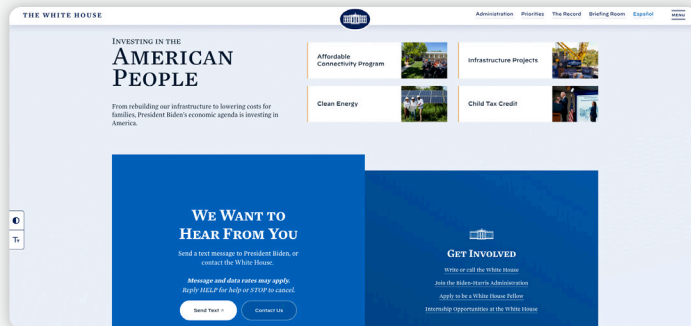 THE WHITE HOUSE
Administration Priorities The Record Briefing Room Español MENU
INVESTING IN THE
AMERICAN
PEOPLE
From rebuilding our infrastructure to lowering costs for
families, President Biden's economic agenda is investing in
America.
Affordable
Connectivity Program
Infrastructure Projects
Clean Energy
Child Tax Credit
WE WANT TO
HEAR FROM YOU
Send a text message to President Biden, or
contact the White House.
Message and data rates may apply.
Reply HELP for help or STOP to cancel.
Send Text ↗
Contact Us
GET INVOLVED
Write or call the White House
Join the Biden-Harris Administration
Apply to be a White House Fellow
Internship Opportunities at the White House
TT